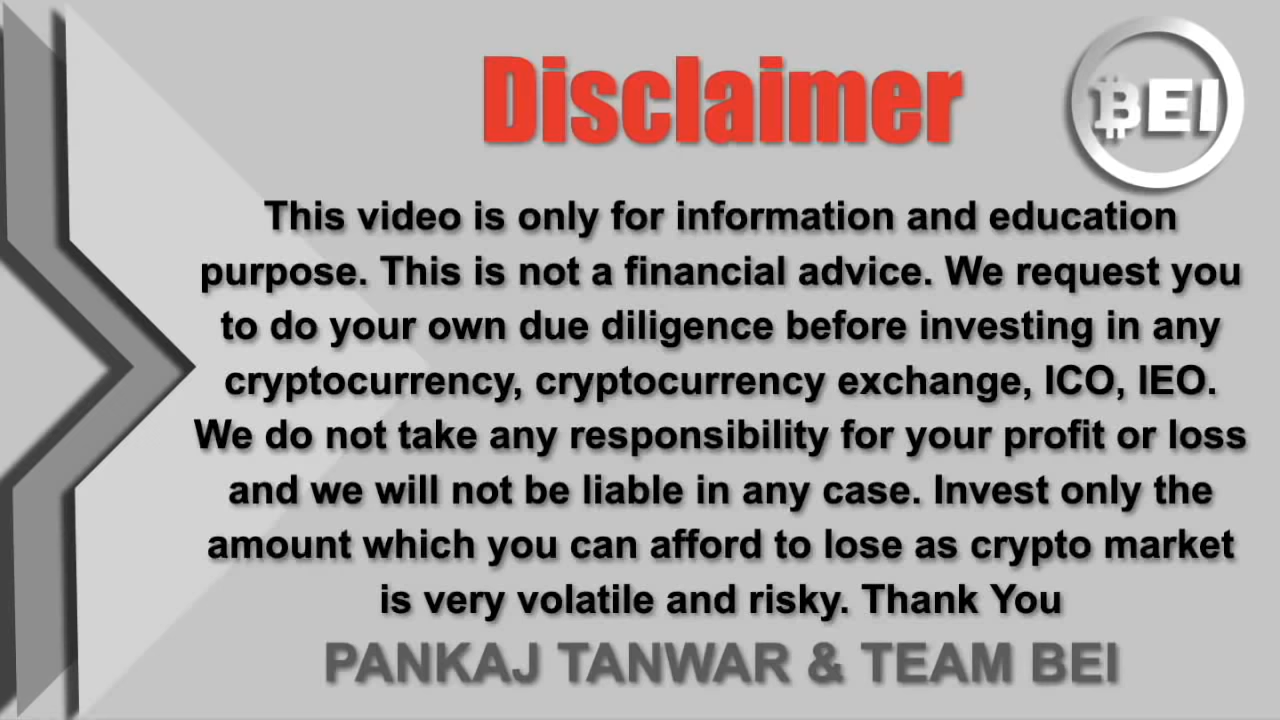 Disclaimer
BEI
This video is only for information and education
purpose. This is not a financial advice. We request you
to do your own due diligence before investing in any
cryptocurrency, cryptocurrency exchange, ICO, IEO.
We do not take any responsibility for your profit or loss
and we will not be liable in any case. Invest only the
amount which you can afford to lose as crypto market
is very volatile and risky. Thank You
PANKAJ TANWAR & TEAM BEI